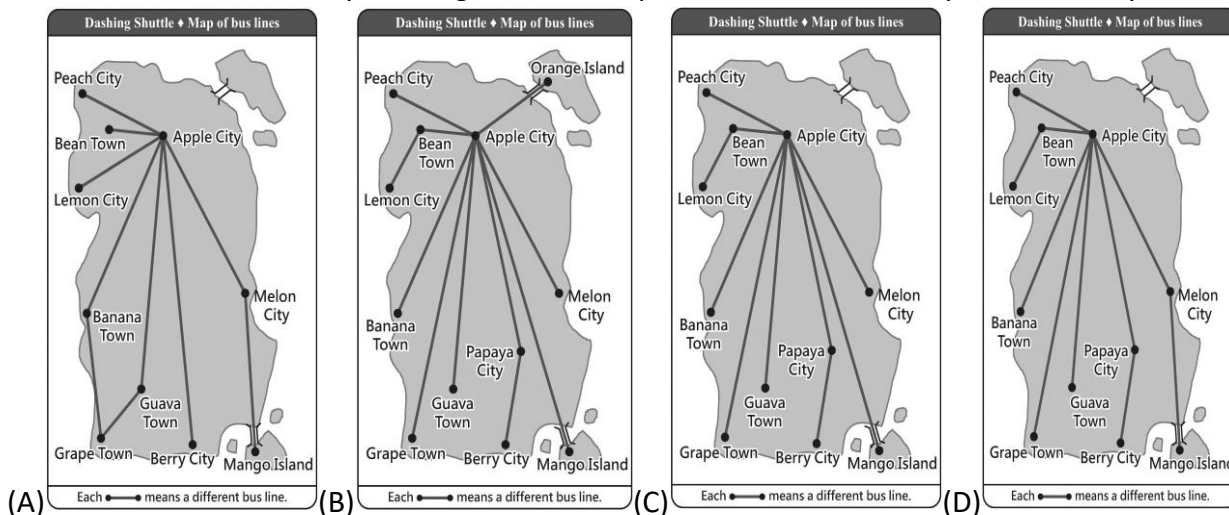 Dashing Shuttle ♦ Map of bus lines
Peach City
Apple City
Bean Town
Lemon City
Melon
City
Banana
Town
Guava
Town
Grape Town
Berry City
Mango Island
Each means a different bus line.
(A)
Dashing Shuttle ♦ Map of bus lines
Orange Island
Peach City
Apple City
Bean
Town
Lemon City
Melon
City
Banana
Town
Papaya
City
Guava
Town
Grape Town
Berry City
Mango Island
Each means a different bus line.
(B)
Dashing Shuttle ♦ Map of bus lines
Peach City
Apple City
Bean
Town
Lemon City
Melon
City
Banana
Town
Papaya
City
Guava
Town
Grape Town
Berry City
Mango Island
Each means a different bus line.
(C)
Dashing Shuttle ♦ Map of bus lines
Peach City
Apple City
Bean
Town
Lemon City
Melon
City
Banana
Town
Papaya
City
Guava
Town
Grape Town
Berry City
Mango Island
Each means a different bus line.
(D)